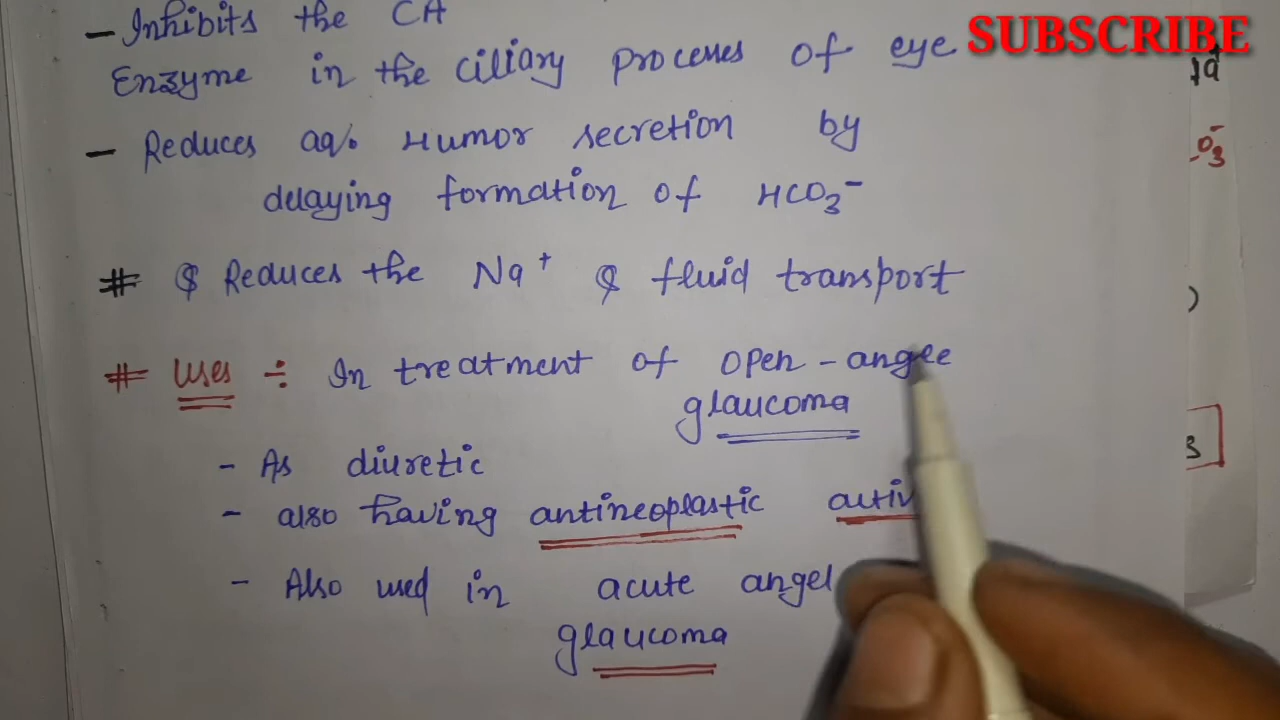 - Inhibits the CA
SUBSCRIBE
Enzyme in the ciliary processes of eye
- Reduces aq. Humor secretion by
delaying formation of HCO3-
# & Reduces the Na+ & fluid transport
# Uses ÷ In treatment of open-angle
glaucoma
- As diuretic
- also having antineoplastic activ
- Also used in acute angel
glaucoma